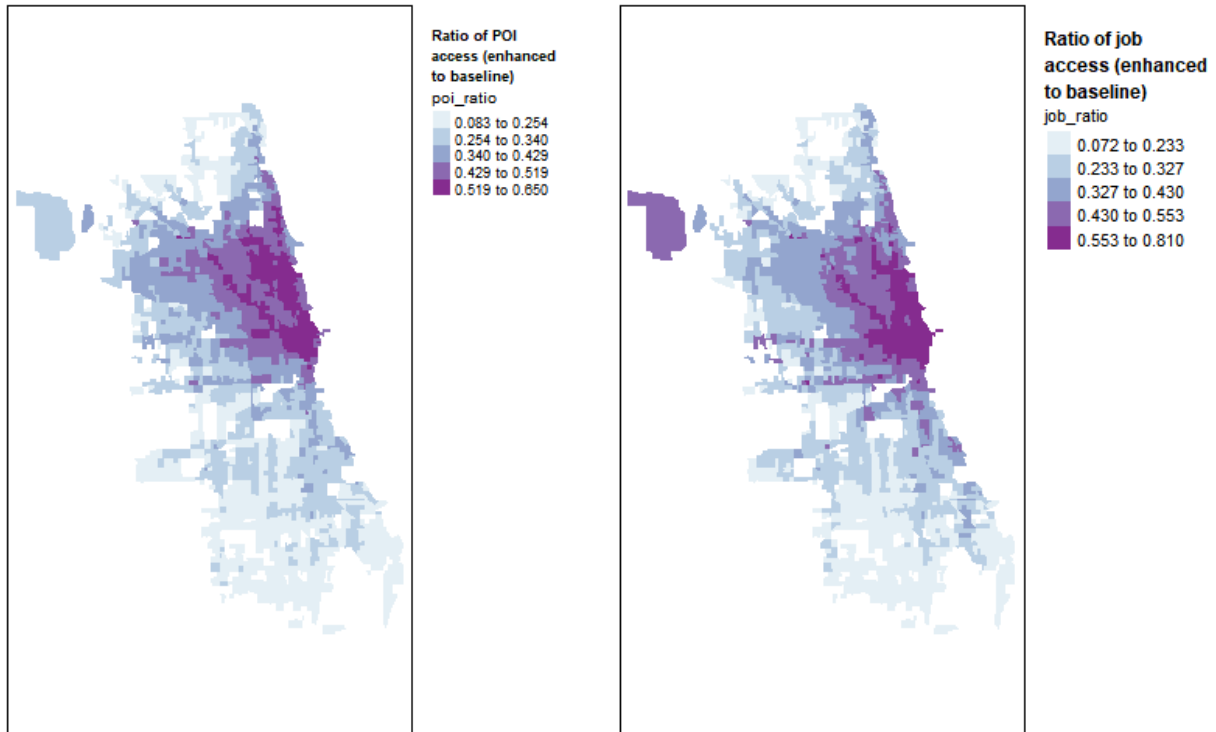 Ratio of POI
access (enhanced
to baseline)
poi_ratio
0.083 to 0.254
0.254 to 0.340
0.340 to 0.429
0.429 to 0.519
0.519 to 0.650
Ratio of job
access (enhanced
to baseline)
job_ratio
0.072 to 0.233
0.233 to 0.327
0.327 to 0.430
0.430 to 0.553
0.553 to 0.810